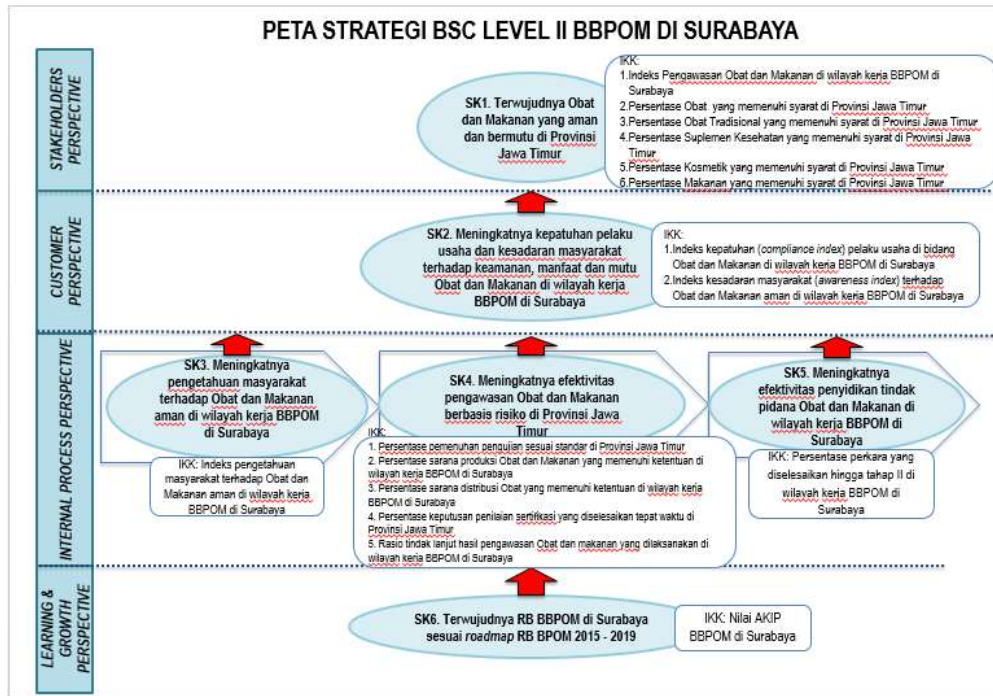 PETA STRATEGI BSC LEVEL II BBPOM DI SURABAYA
STAKEHOLDERS
PERSPECTIVE
SK1. Terwujudnya Obat
dan Makanan yang aman
dan bermutu di Provinsi
Jawa Timur
IKK:
1.Indeks Pengawasan Obat dan Makanan di wilayah kerja BBPOM di
Surabaya
2.Persentase Obat yang memenuhi syarat di Provinsi Jawa Timur
3.Persentase Obat Tradisional yang memenuhi syarat di Provinsi Jawa Timur
4.Persentase Suplemen Kesehatan yang memenuhi syarat di Provinsi Jawa
Timur
5.Persentase Kosmetik yang memenuhi syarat di Provinsi Jawa Timur
6.Persentase Makanan yang memenuhi syarat di Provinsi Jawa Timur
CUSTOMER
PERSPECTIVE
SK2. Meningkatnya kepatuhan pelaku
usaha dan kesadaran masyarakat
terhadap keamanan, manfaat dan mutu
Obat dan Makanan di wilayah kerja
BBPOM di Surabaya
IKK:
1.Indeks kepatuhan (compliance index) pelaku usaha di bidang
Obat dan Makanan di wilayah kerja BBPOM di Surabaya
2.Indeks kesadaran masyarakat (awareness index) terhadap
Obat dan Makanan aman di wilayah kerja BBPOM di Surabaya
INTERNAL PROCESS PERSPECTIVE
SK3. Meningkatnya
pengetahuan masyarakat
terhadap Obat dan Makanan
aman di wilayah kerja BBPOM
di Surabaya
IKK: Indeks pengetahuan
masyarakat terhadap Obat dan
Makanan aman di wilayah kerja
BBPOM di Surabaya
SK4. Meningkatnya efektivitas
pengawasan Obat dan Makanan
berbasis risiko di Provinsi Jawa
Timur
IKK:
1. Persentase pemenuhan pengujian sesuai standar di Provinsi Jawa Timur
2. Persentase sarana produksi Obat dan Makanan yang memenuhi ketentuan di
wilayah kerja BBPOM di Surabaya
3. Persentase sarana distribusi Obat yang memenuhi ketentuan di wilayah kerja
BBPOM di Surabaya
4. Persentase keputusan penilaian sertifikasi yang diselesaikan tepat waktu di
Provinsi Jawa Timur
5. Rasio tindak lanjut hasil pengawasan Obat dan makanan yang dilaksanakan di
wilayah kerja BBPOM di Surabaya
SK5. Meningkatnya
efektivitas penyidikan tindak
pidana Obat dan Makanan di
wilayah kerja BBPOM di
Surabaya
IKK: Persentase perkara yang
diselesaikan hingga tahap II di
wilayah kerja BBPOM di
Surabaya
LEARNING &
GROWTH
PERSPECTIVE
SK6. Terwujudnya RB BBPOM di Surabaya
sesuai roadmap RB BPOM 2015 - 2019
IKK: Nilai AKIP
BBPOM di Surabaya